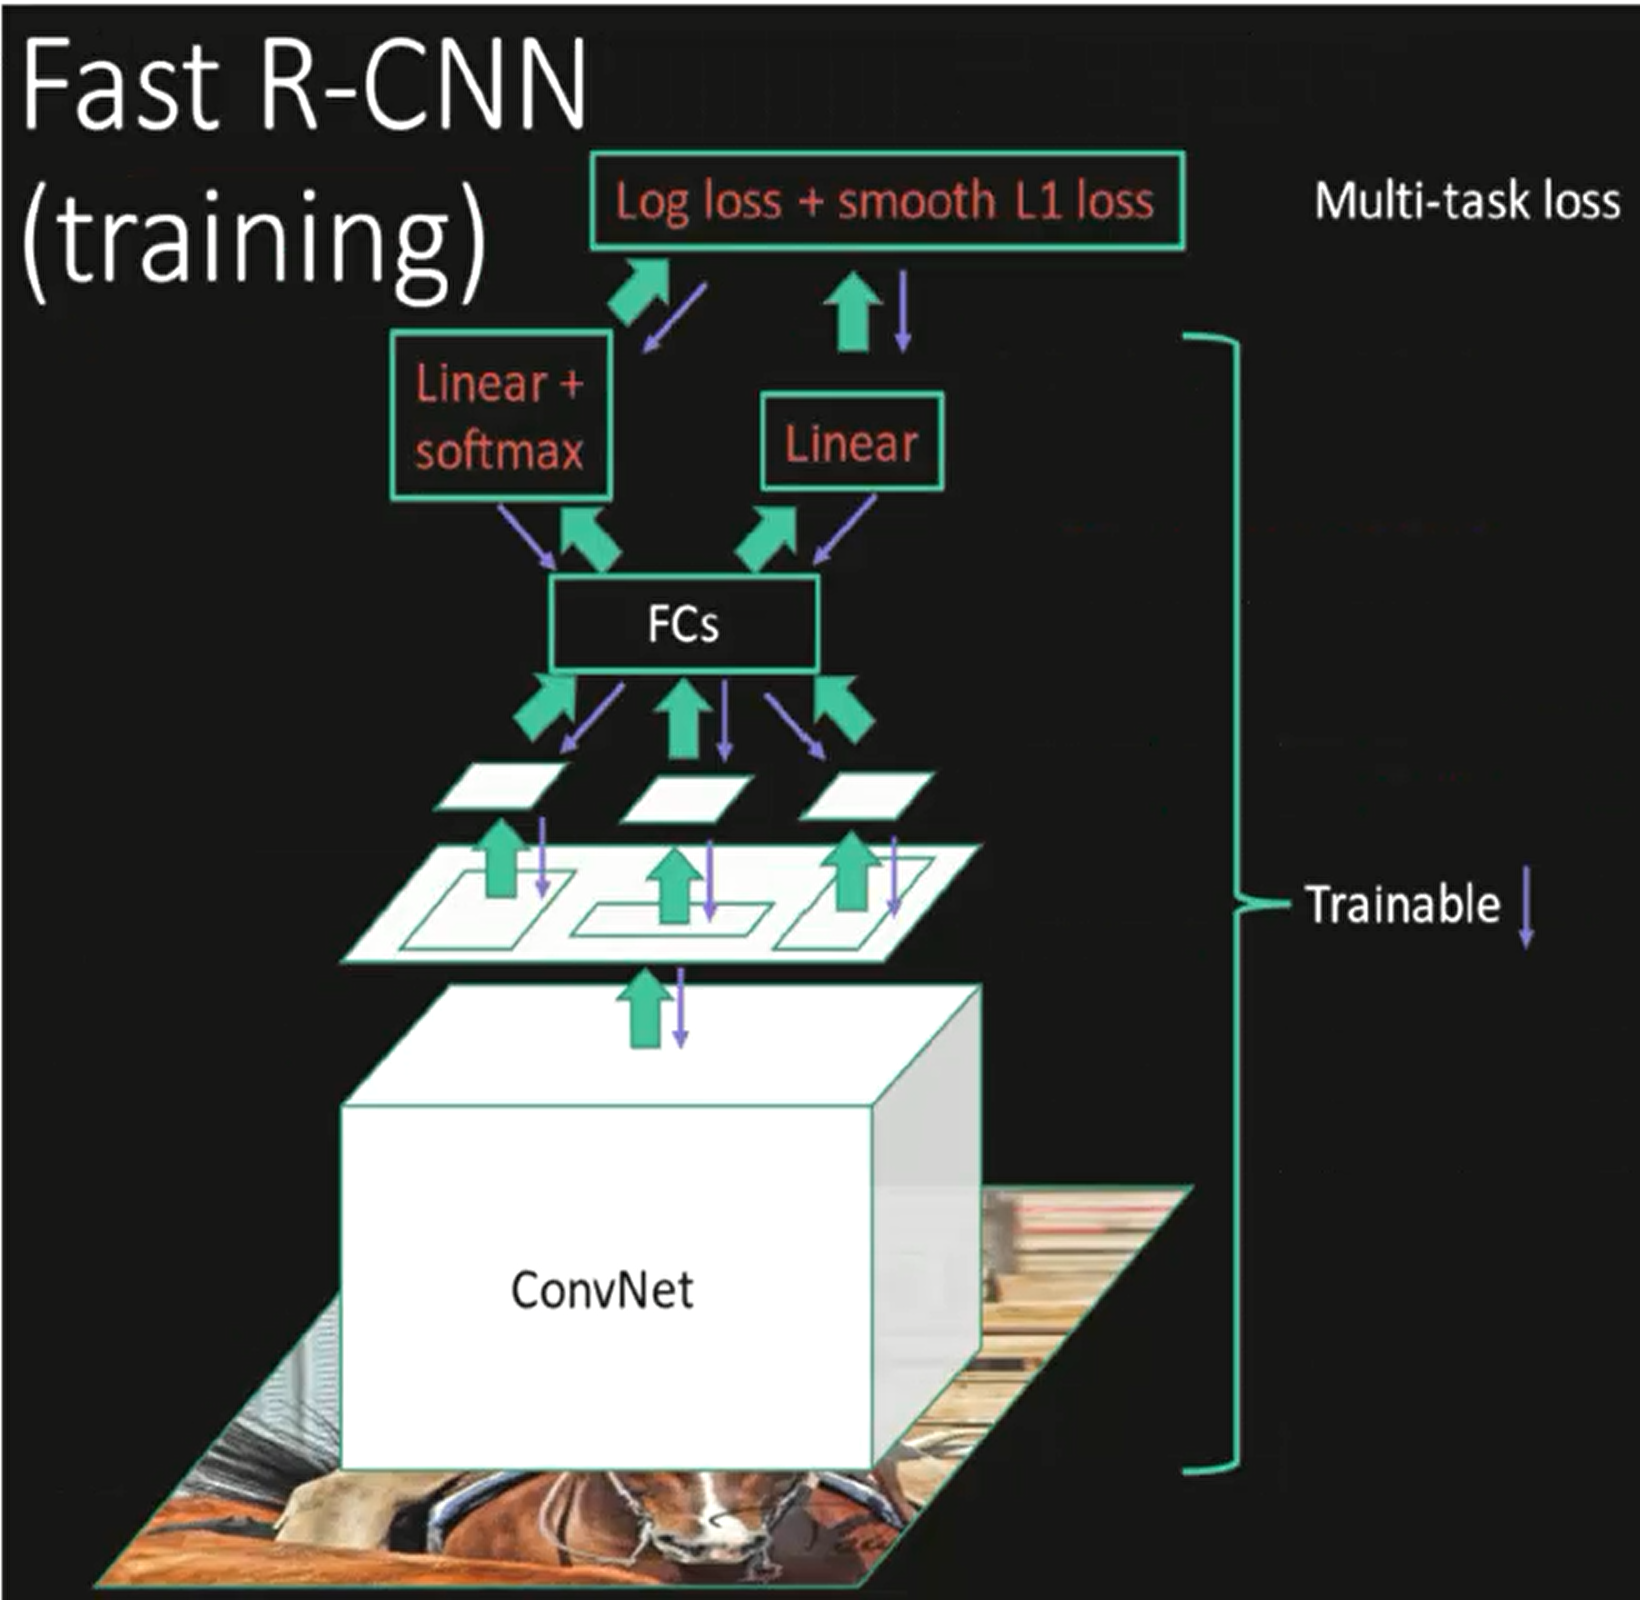 Fast R-CNN
(training)
Log loss + smooth L1 loss
Multi-task loss
Linear +
softmax
Linear
FCs
Trainable
ConvNet